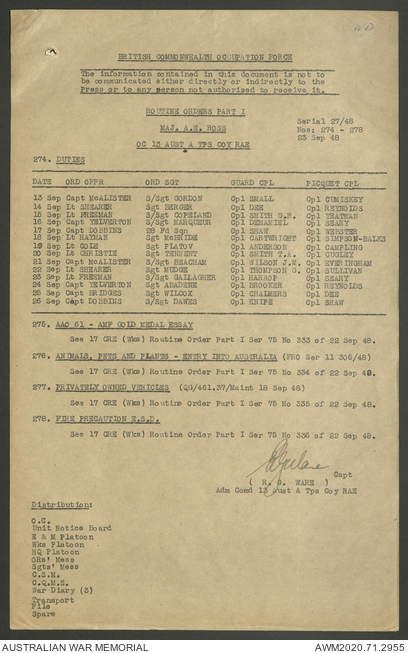 BRITISH COMMONWEALTH OCCUPATION FORCE
The information contained in this document is not to
be communicated either directly or indirectly to the
Press or to any person not authorised to receive it.
ROUTINE ORDERS PART I
Serial 27/48
MAJ. A.H. ROSS
Nos: 274 - 278
23 Sep 48
OC 13 AUST A TPS COY RAE
274. DUTIES
DATE ORD OFFR ORD SGT GUARD CPL PICQUET CPL
13 Sep Capt McALISTER S/Sgt GORDON Cpl SMALL Cpl CUMISKEY
14 Sep Lt SHEARER Sgt BERGER Cpl DEE Cpl REYNOLDS
15 Sep Lt FREEMAN S/Sgt COPELAND Cpl SMITH G.R. Cpl YEATMAN
16 Sep Capt YELVERTON S/Sgt MARQUEUR Cpl DEMAMIEL Cpl SEARY
17 Sep Capt DOBBINS 28 Fd Sqn Cpl SHAW Cpl WEBSTER
18 Sep Lt HAYMAN Sgt McBRIDE Cpl CARTWRIGHT Cpl SIMPSON-BALKS
19 Sep Lt COLE Sgt PLATOV Cpl ANDERSON Cpl CAMPLING
20 Sep Lt CHRISTIE Sgt TENNENT Cpl SMITH T.A. Cpl QUGLEY
21 Sep Capt McALISTER S/Sgt BEACHAM Cpl WILSON J.W. Cpl EVERINGHAM
22 Sep Lt SHEARER Sgt MUDGE Cpl THOMPSON G. Cpl SULLIVAN
23 Sep Lt FREEMAN S/Sgt GALLAGHER Cpl HARROP Cpl SEARY
24 Sep Capt YELVERTON Sgt ABADENE Cpl BROOKER Cpl REYNOLDS
25 Sep Capt BRIDGES Sgt WILCOX Cpl CHALMERS Cpl DEE
26 Sep Capt DOBBINS S/Sgt DAWES Cpl KNIFE Cpl SHAW
275. AAO 61 - AMF GOLD MEDAL ESSAY
See 17 CRE (Wks) Routine Order Part I Ser 75 No 333 of 22 Sep 48.
276. ANIMALS, PETS AND PLANTS - ENTRY INTO AUSTRALIA (FRO Ser 11 306/48)
See 17 CRE (Wks) Routine Order Part I Ser 75 No 334 of 22 Sep 48.
277. PRIVATELY OWNED VEHICLES (QG/461.37/Maint 18 Sep 48)
See 17 CRE (Wks) Routine Order Part I Ser 75 No 335 of 22 Sep 48.
278. FIRE PRECAUTION E.S.D.
See 17 CRE (Wks) Routine Order Part I Ser 75 No 336 of 22 Sep 48.
Capt
( R. G. WARE )
Adm Comd 13 Aust A Tps Coy RAE
Distribution:
O.C.
Unit Notice Board
E & M Platoon
Wks Platoon
HQ Platoon
ORs' Mess
Sgts' Mess
C.S.M.
C.Q.M.S.
War Diary (3)
Transport
File
Spare
AUSTRALIAN WAR MEMORIAL
AWM2020.71.2955